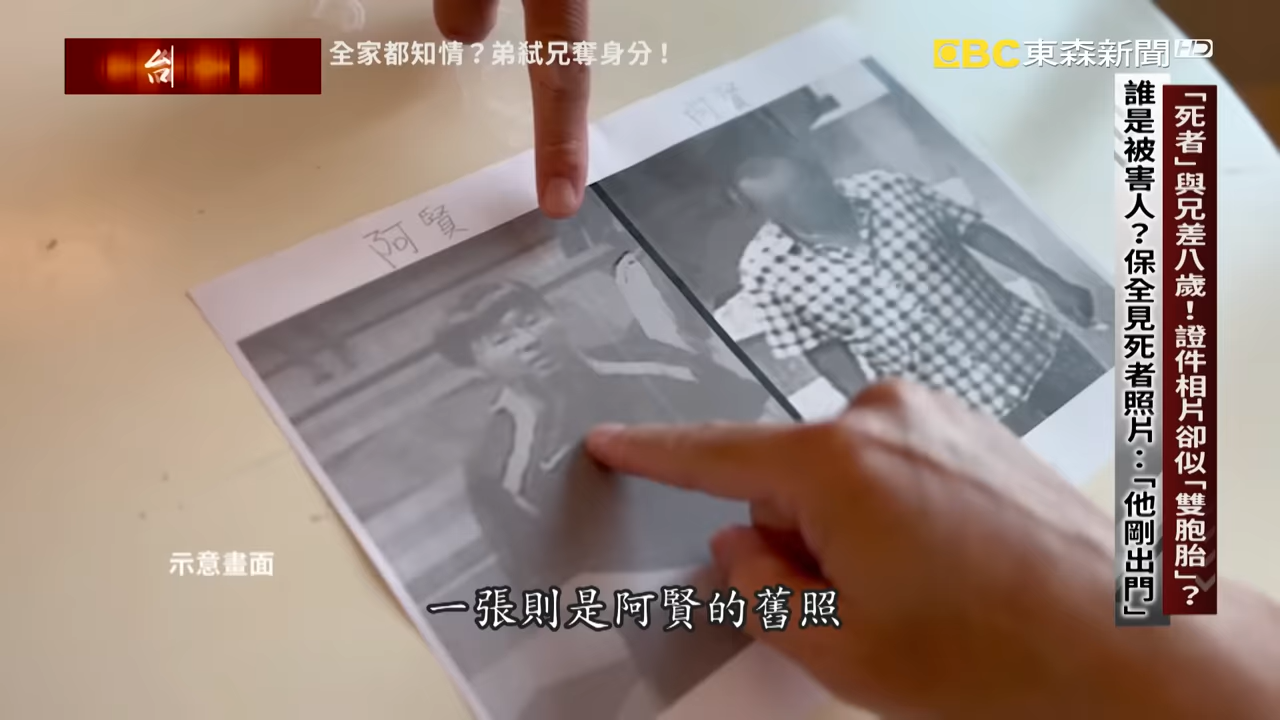 台
全家都知情？弟弒兄奪身分！
EBC東森新聞HD
「死者」與兄差八歲！證件相片卻似「雙胞胎」？
誰是被害人？保全見死者照片：「他剛出門」
阿賢
阿賢
示意畫面
一張則是阿賢的舊照